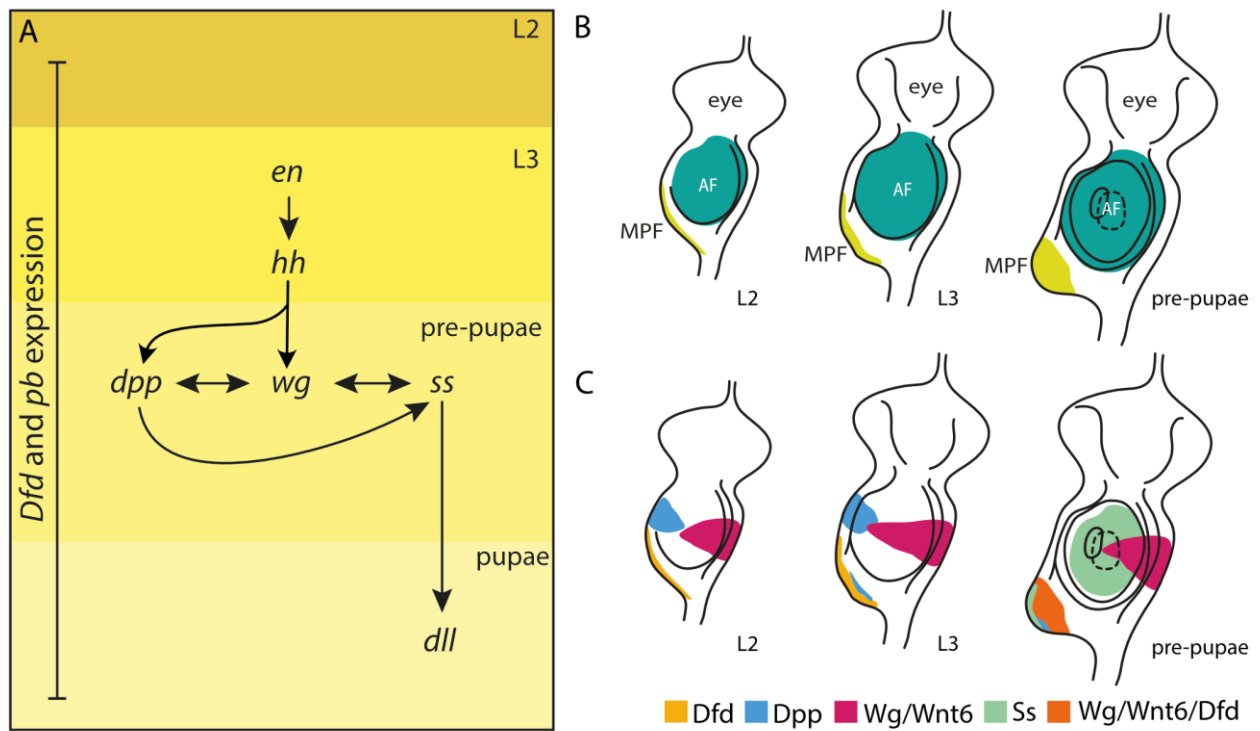 A
L2
L3
Dfd and pb expression
en
hh
pre-pupae
dpp
wg
ss
pupae
dll
B
eye
AF
MPF
L2
eye
AF
MPF
L3
eye
AF
MPF
pre-pupae
C
L2
L3
pre-pupae
Dfd Dpp Wg/Wnt6 Ss Wg/Wnt6/Dfd